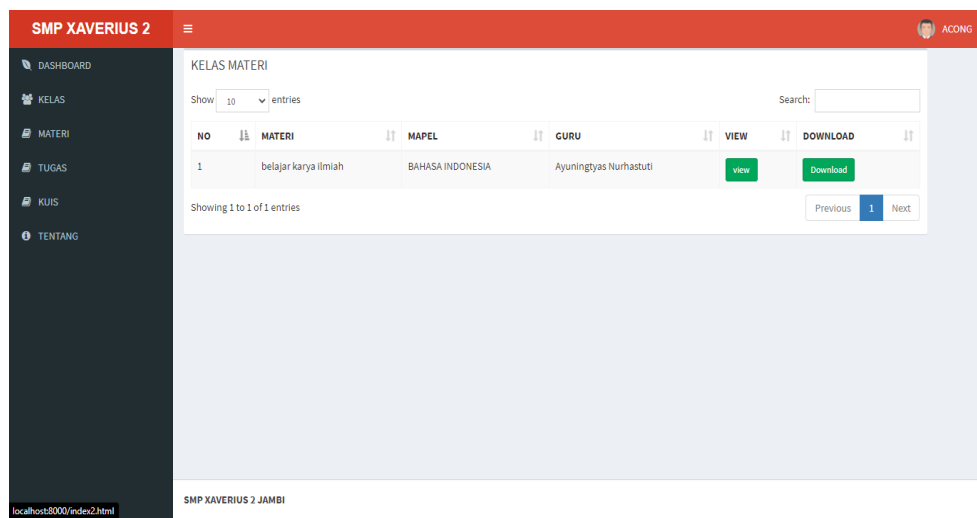 SMP XAVERIUS 2
ACONG
DASHBOARD
KELAS
MATERI
TUGAS
KUIS
TENTANG
KELAS MATERI
Show 10 entries
Search:
NO MATERI MAPEL GURU VIEW DOWNLOAD
1 belajar karya ilmiah BAHASA INDONESIA Ayuningtyas Nurhastuti view Download
Showing 1 to 1 of 1 entries
Previous 1 Next
SMP XAVERIUS 2 JAMBI
localhost:8000/index2.html